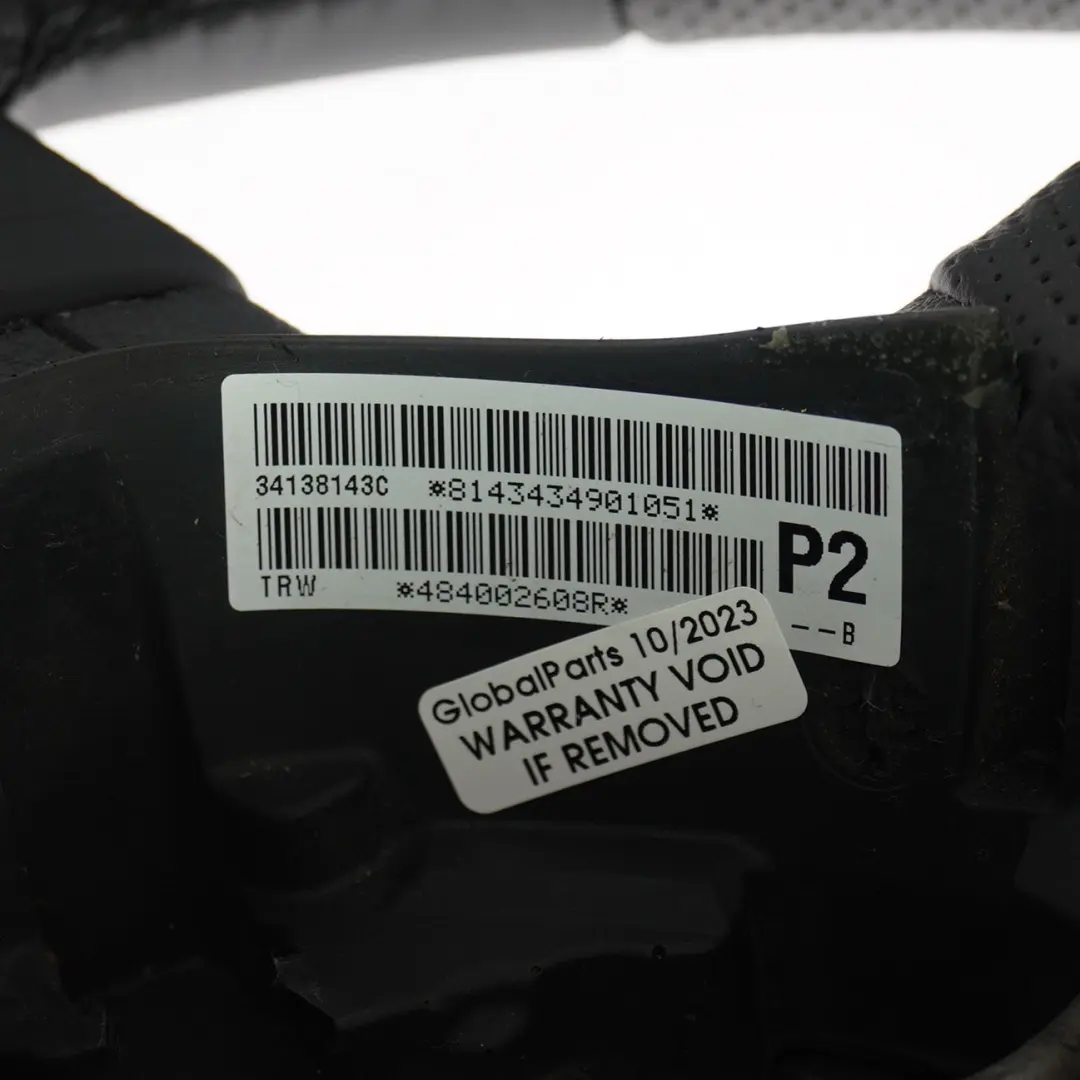 34138143C *8143434901051*
TRW *484002608R* P2
--B
GlobalParts 10/2023
WARRANTY VOID
IF REMOVED